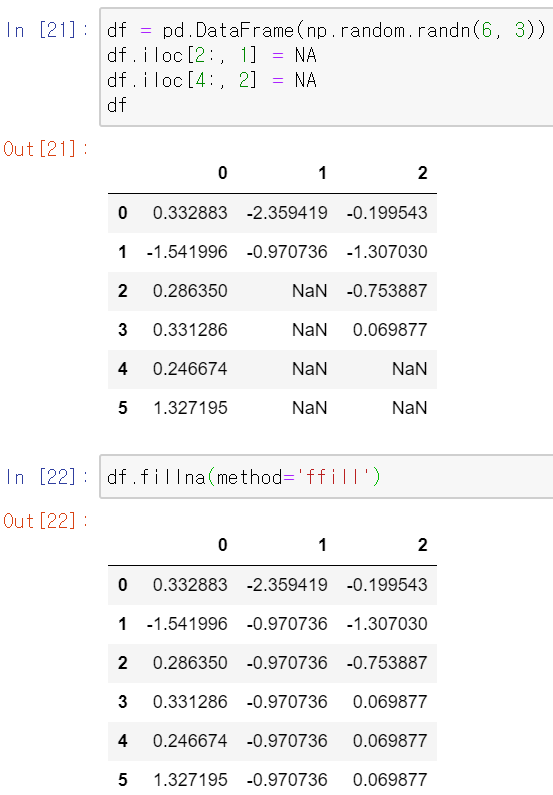 In [21]: df = pd.DataFrame(np.random.randn(6, 3))
df.iloc[2:, 1] = NA
df.iloc[4:, 2] = NA
df
Out[21]:
0 1 2
0 0.332883 -2.359419 -0.199543
1 -1.541996 -0.970736 -1.307030
2 0.286350 NaN -0.753887
3 0.331286 NaN 0.069877
4 0.246674 NaN NaN
5 1.327195 NaN NaN
In [22]: df.fillna(method='ffill')
Out[22]:
0 1 2
0 0.332883 -2.359419 -0.199543
1 -1.541996 -0.970736 -1.307030
2 0.286350 -0.970736 -0.753887
3 0.331286 -0.970736 0.069877
4 0.246674 -0.970736 0.069877
5 1.327195 -0.970736 0.069877